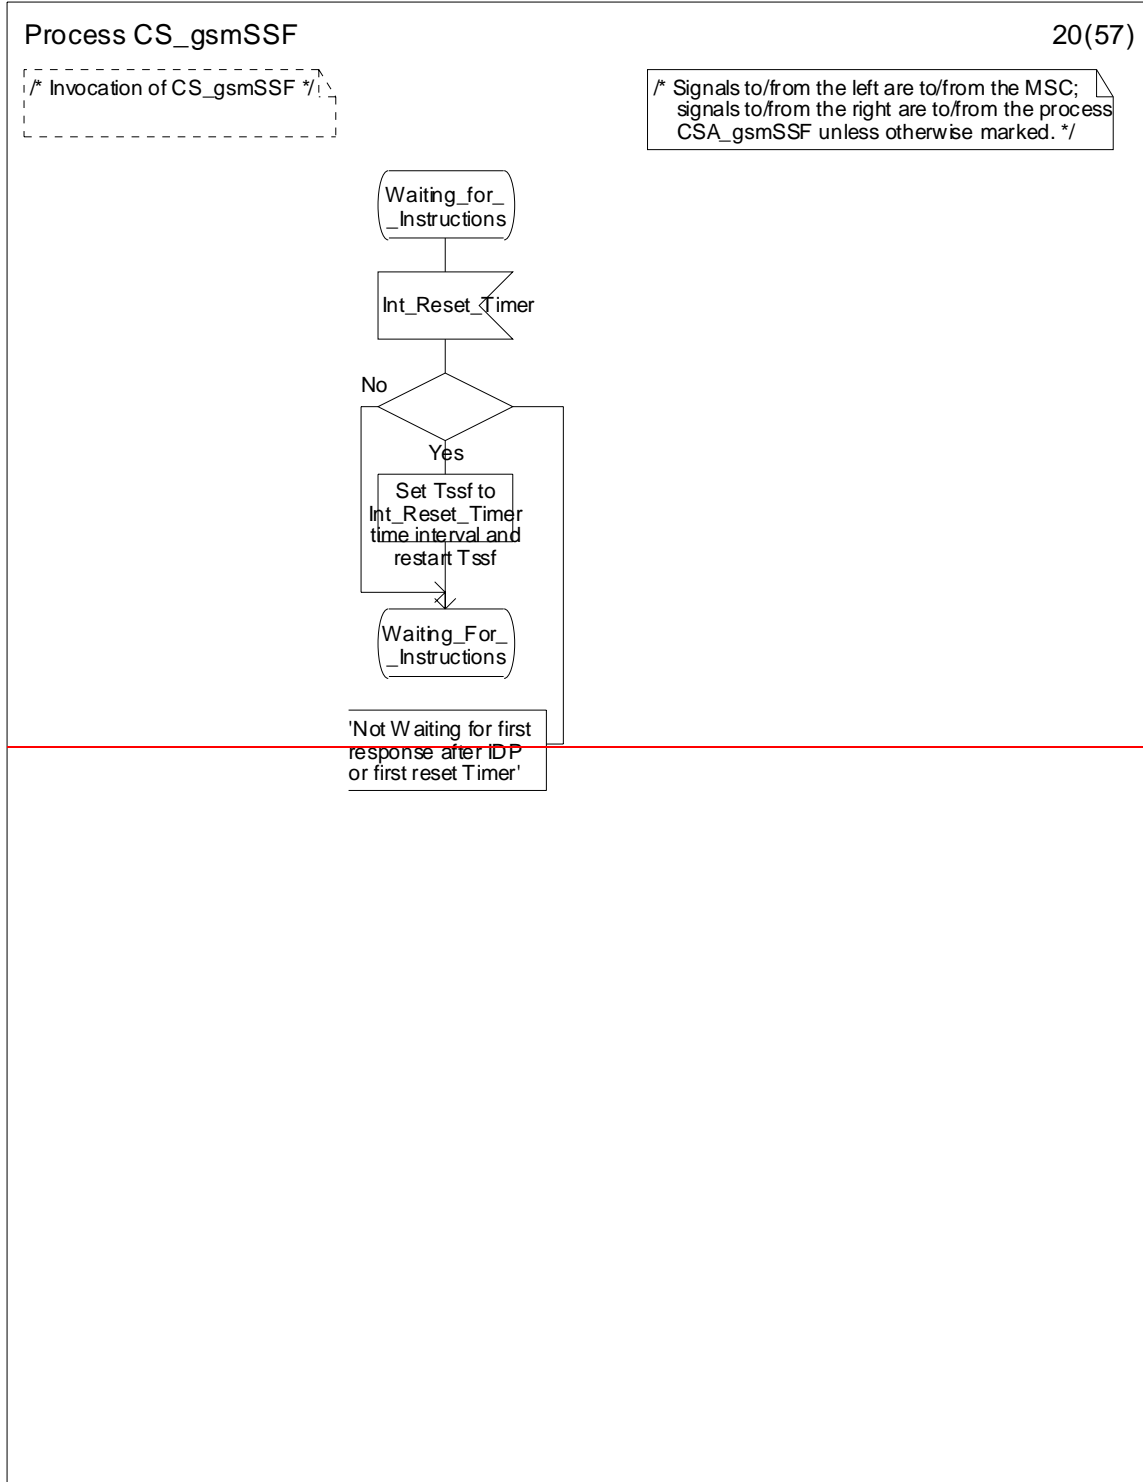 Process CS_gsmSSF
20(57)
/* Invocation of CS_gsmSSF */
/* Signals to/from the left are to/from the MSC;
signals to/from the right are to/from the process
CSA_gsmSSF unless otherwise marked. */
Waiting_for_
_Instructions
Int_Reset_Timer
No
Yes
Set Tssf to
Int_Reset_Timer
time interval and
restart Tssf
Waiting_For_
_Instructions
'Not Waiting for first
response after IDP
or first reset Timer'